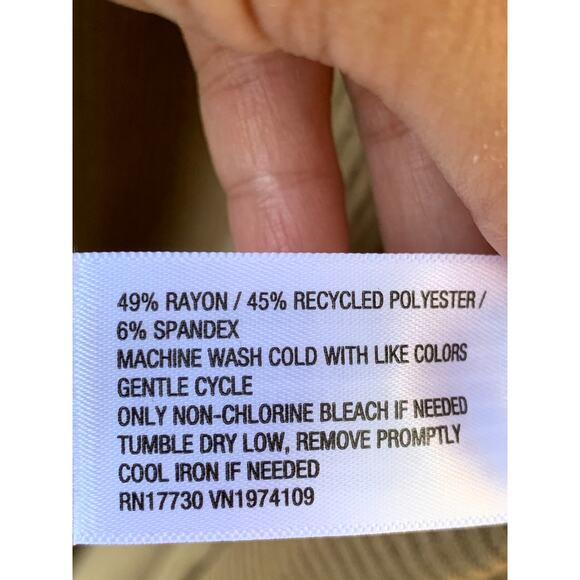 49% RAYON / 45% RECYCLED POLYESTER /
6% SPANDEX
MACHINE WASH COLD WITH LIKE COLORS
GENTLE CYCLE
ONLY NON-CHLORINE BLEACH IF NEEDED
TUMBLE DRY LOW, REMOVE PROMPTLY
COOL IRON IF NEEDED
RN17730 VN1974109